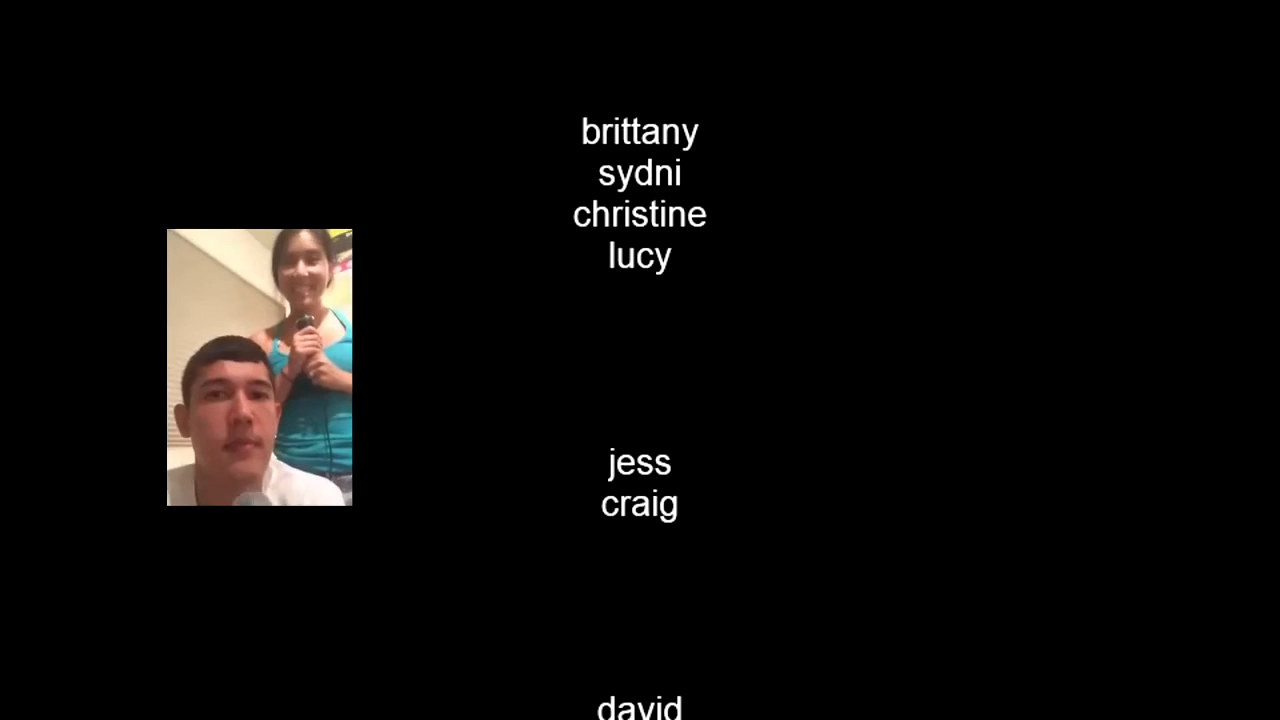 brittany
sydni
christine
lucy
jess
craig
david